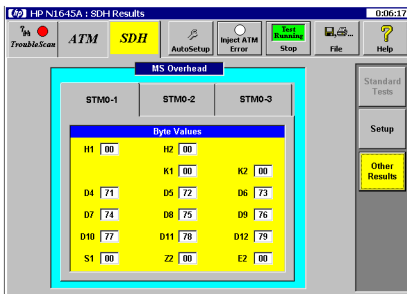 HP N1645A : SDH Results 0:06:17
TroubleScan
ATM
SDH
AutoSetup
Inject ATM
Error
Test
Running
Stop
File
?
Help
MS Overhead
STM0-1 STM0-2 STM0-3
Byte Values
H1 00 H2 00
K1 00 K2 00
D4 71 D5 72 D6 73
D7 74 D8 75 D9 76
D10 77 D11 78 D12 79
S1 00 Z2 00 E2 00
Standard
Tests
Setup
Other
Results